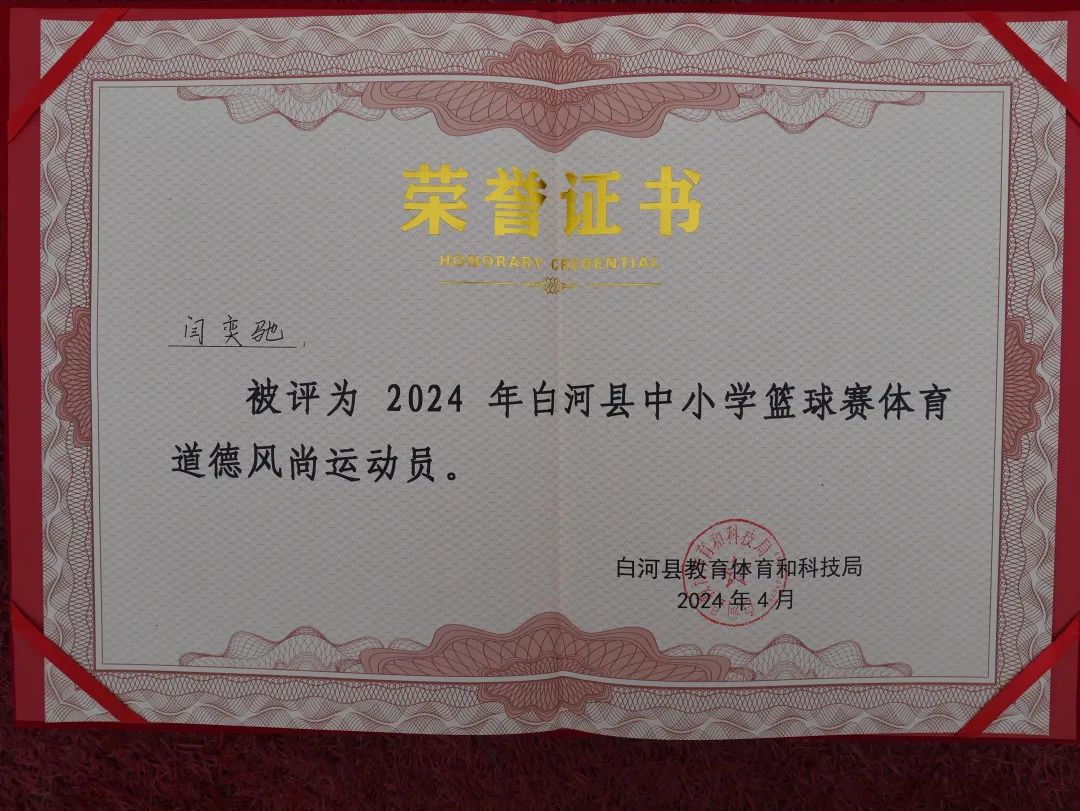 荣誉证书
HONORARY CREDENTIAL
闫奕驰：
被评为 2024 年白河县中小学篮球赛体育
道德风尚运动员。
白河县教育体育和科技局
2024 年 4 月